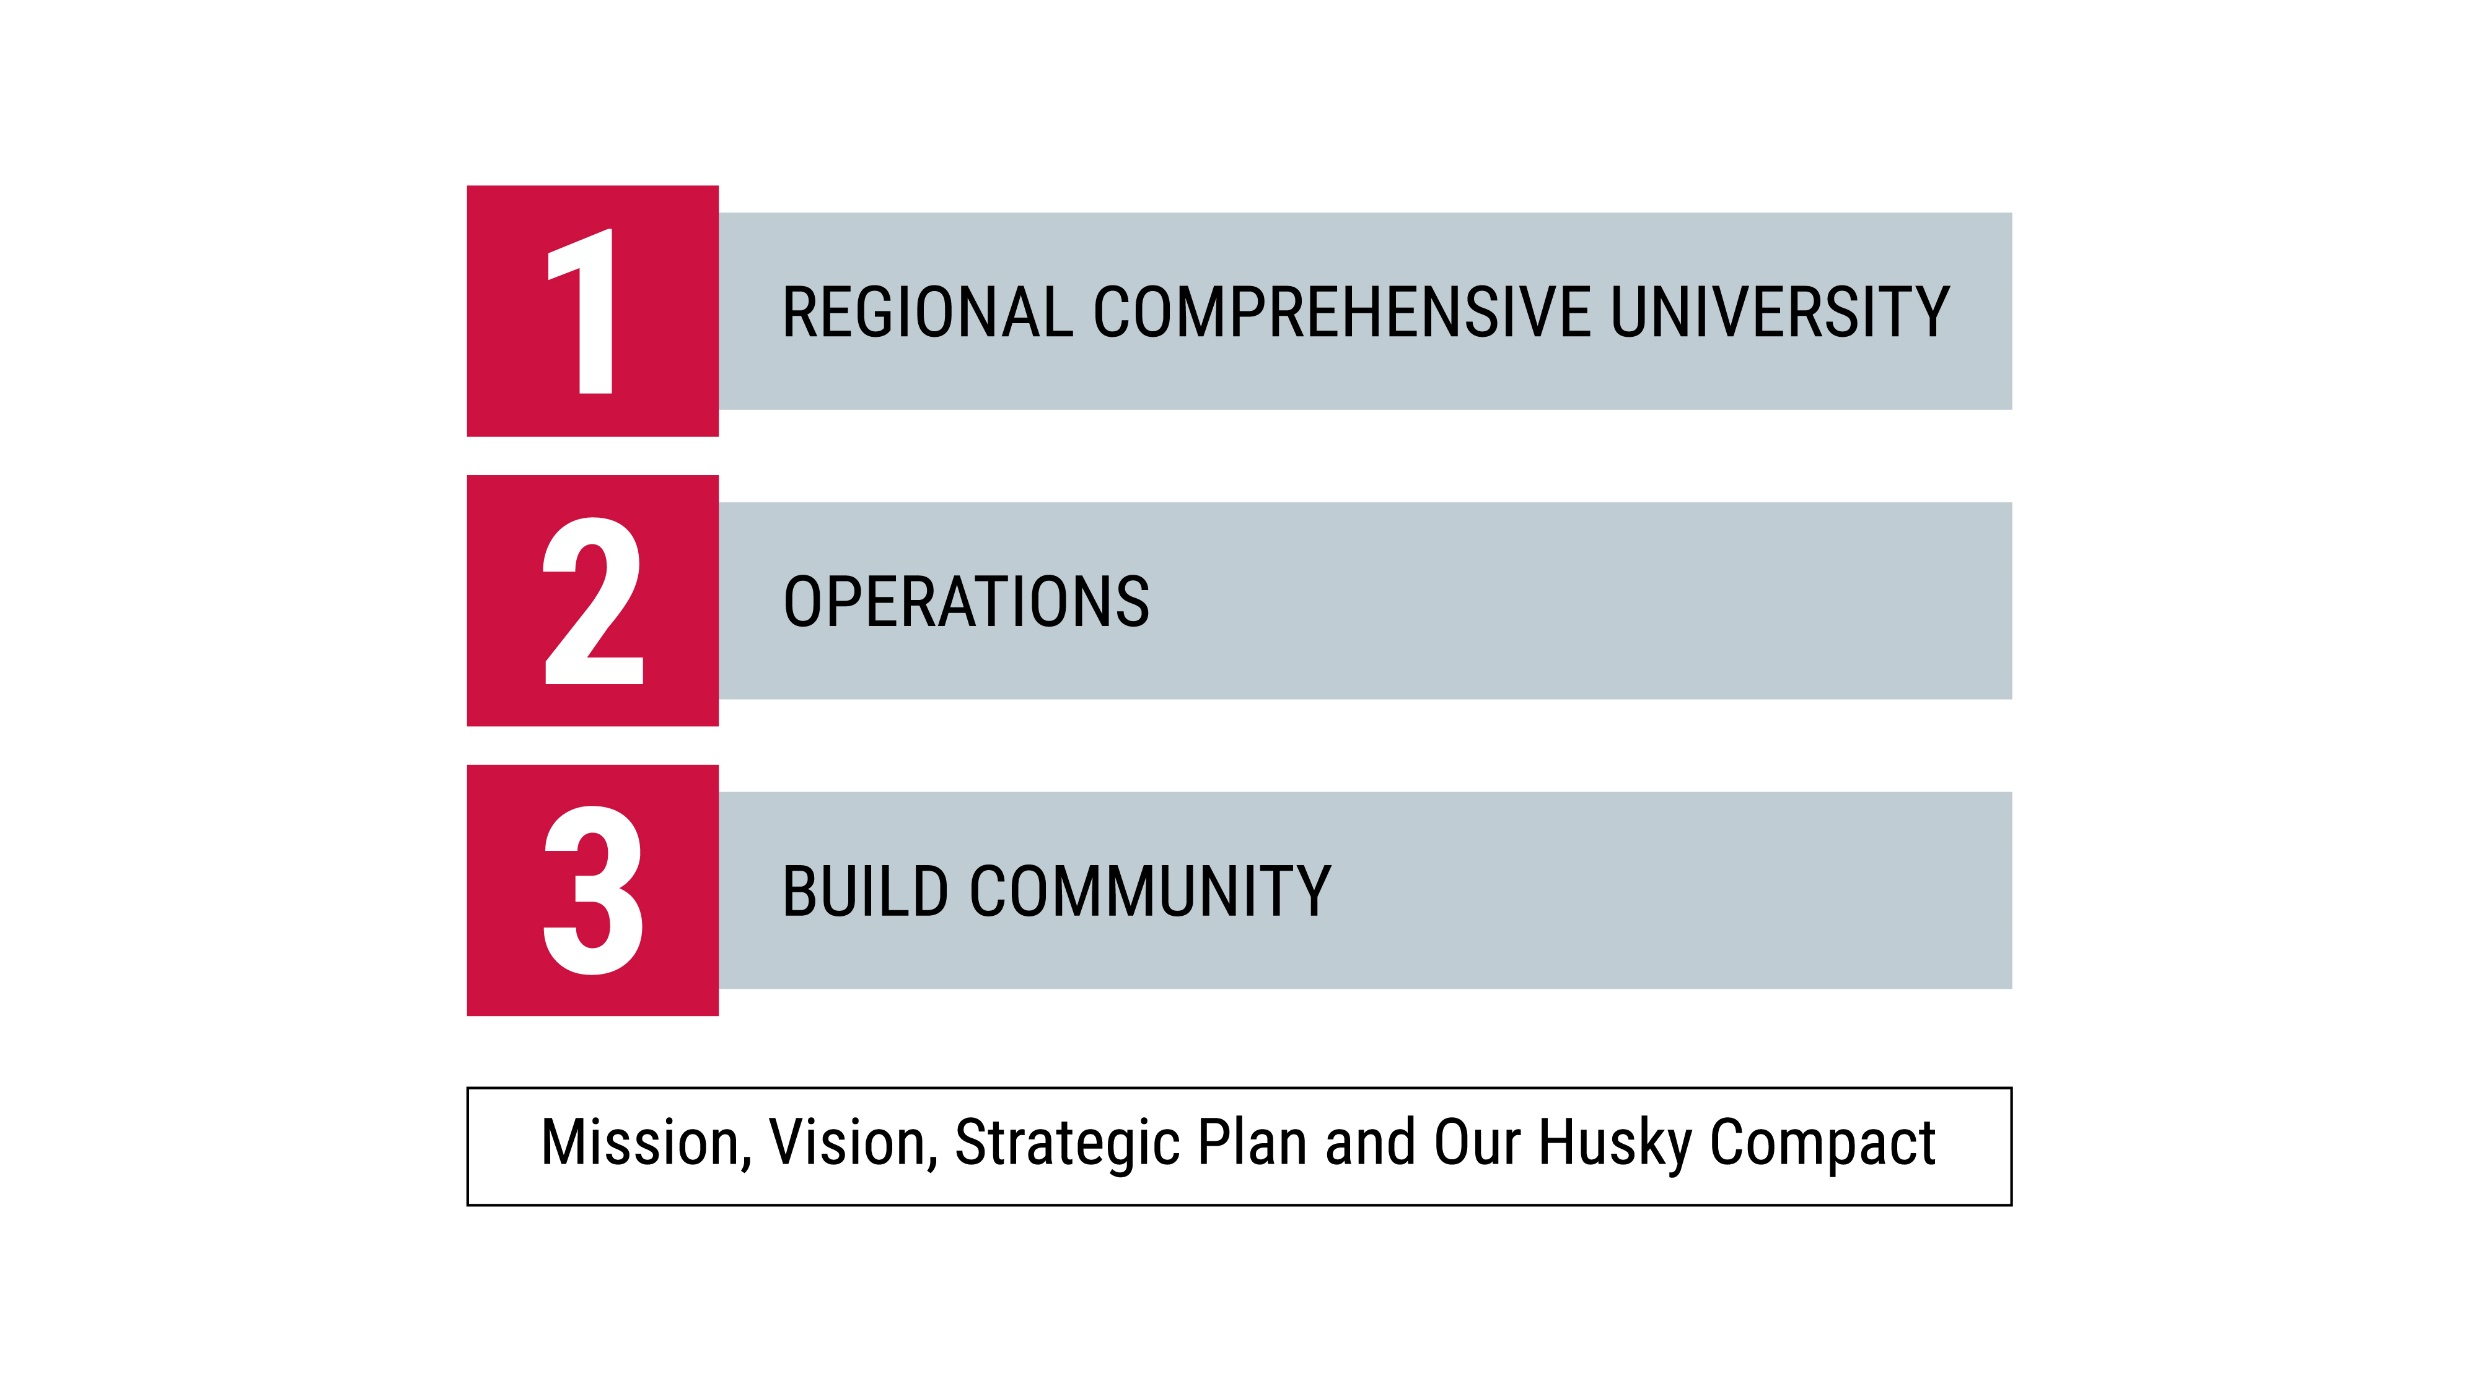 1
REGIONAL COMPREHENSIVE UNIVERSITY
2
OPERATIONS
3
BUILD COMMUNITY
Mission, Vision, Strategic Plan and Our Husky Compact